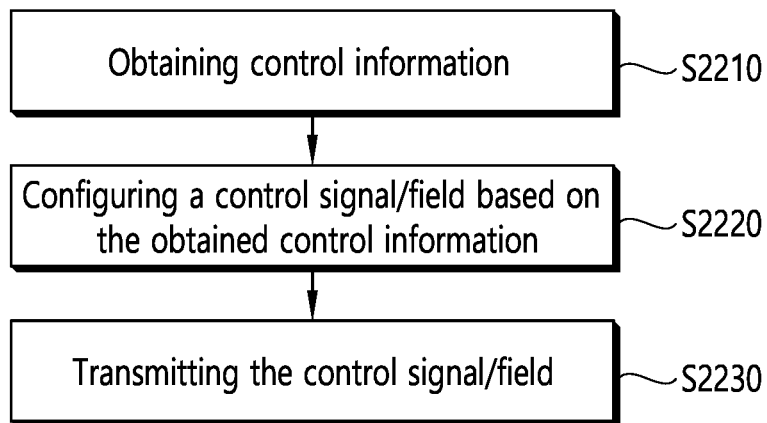 Obtaining control information
S2210
Configuring a control signal/field based on
the obtained control information
S2220
Transmitting the control signal/field
S2230